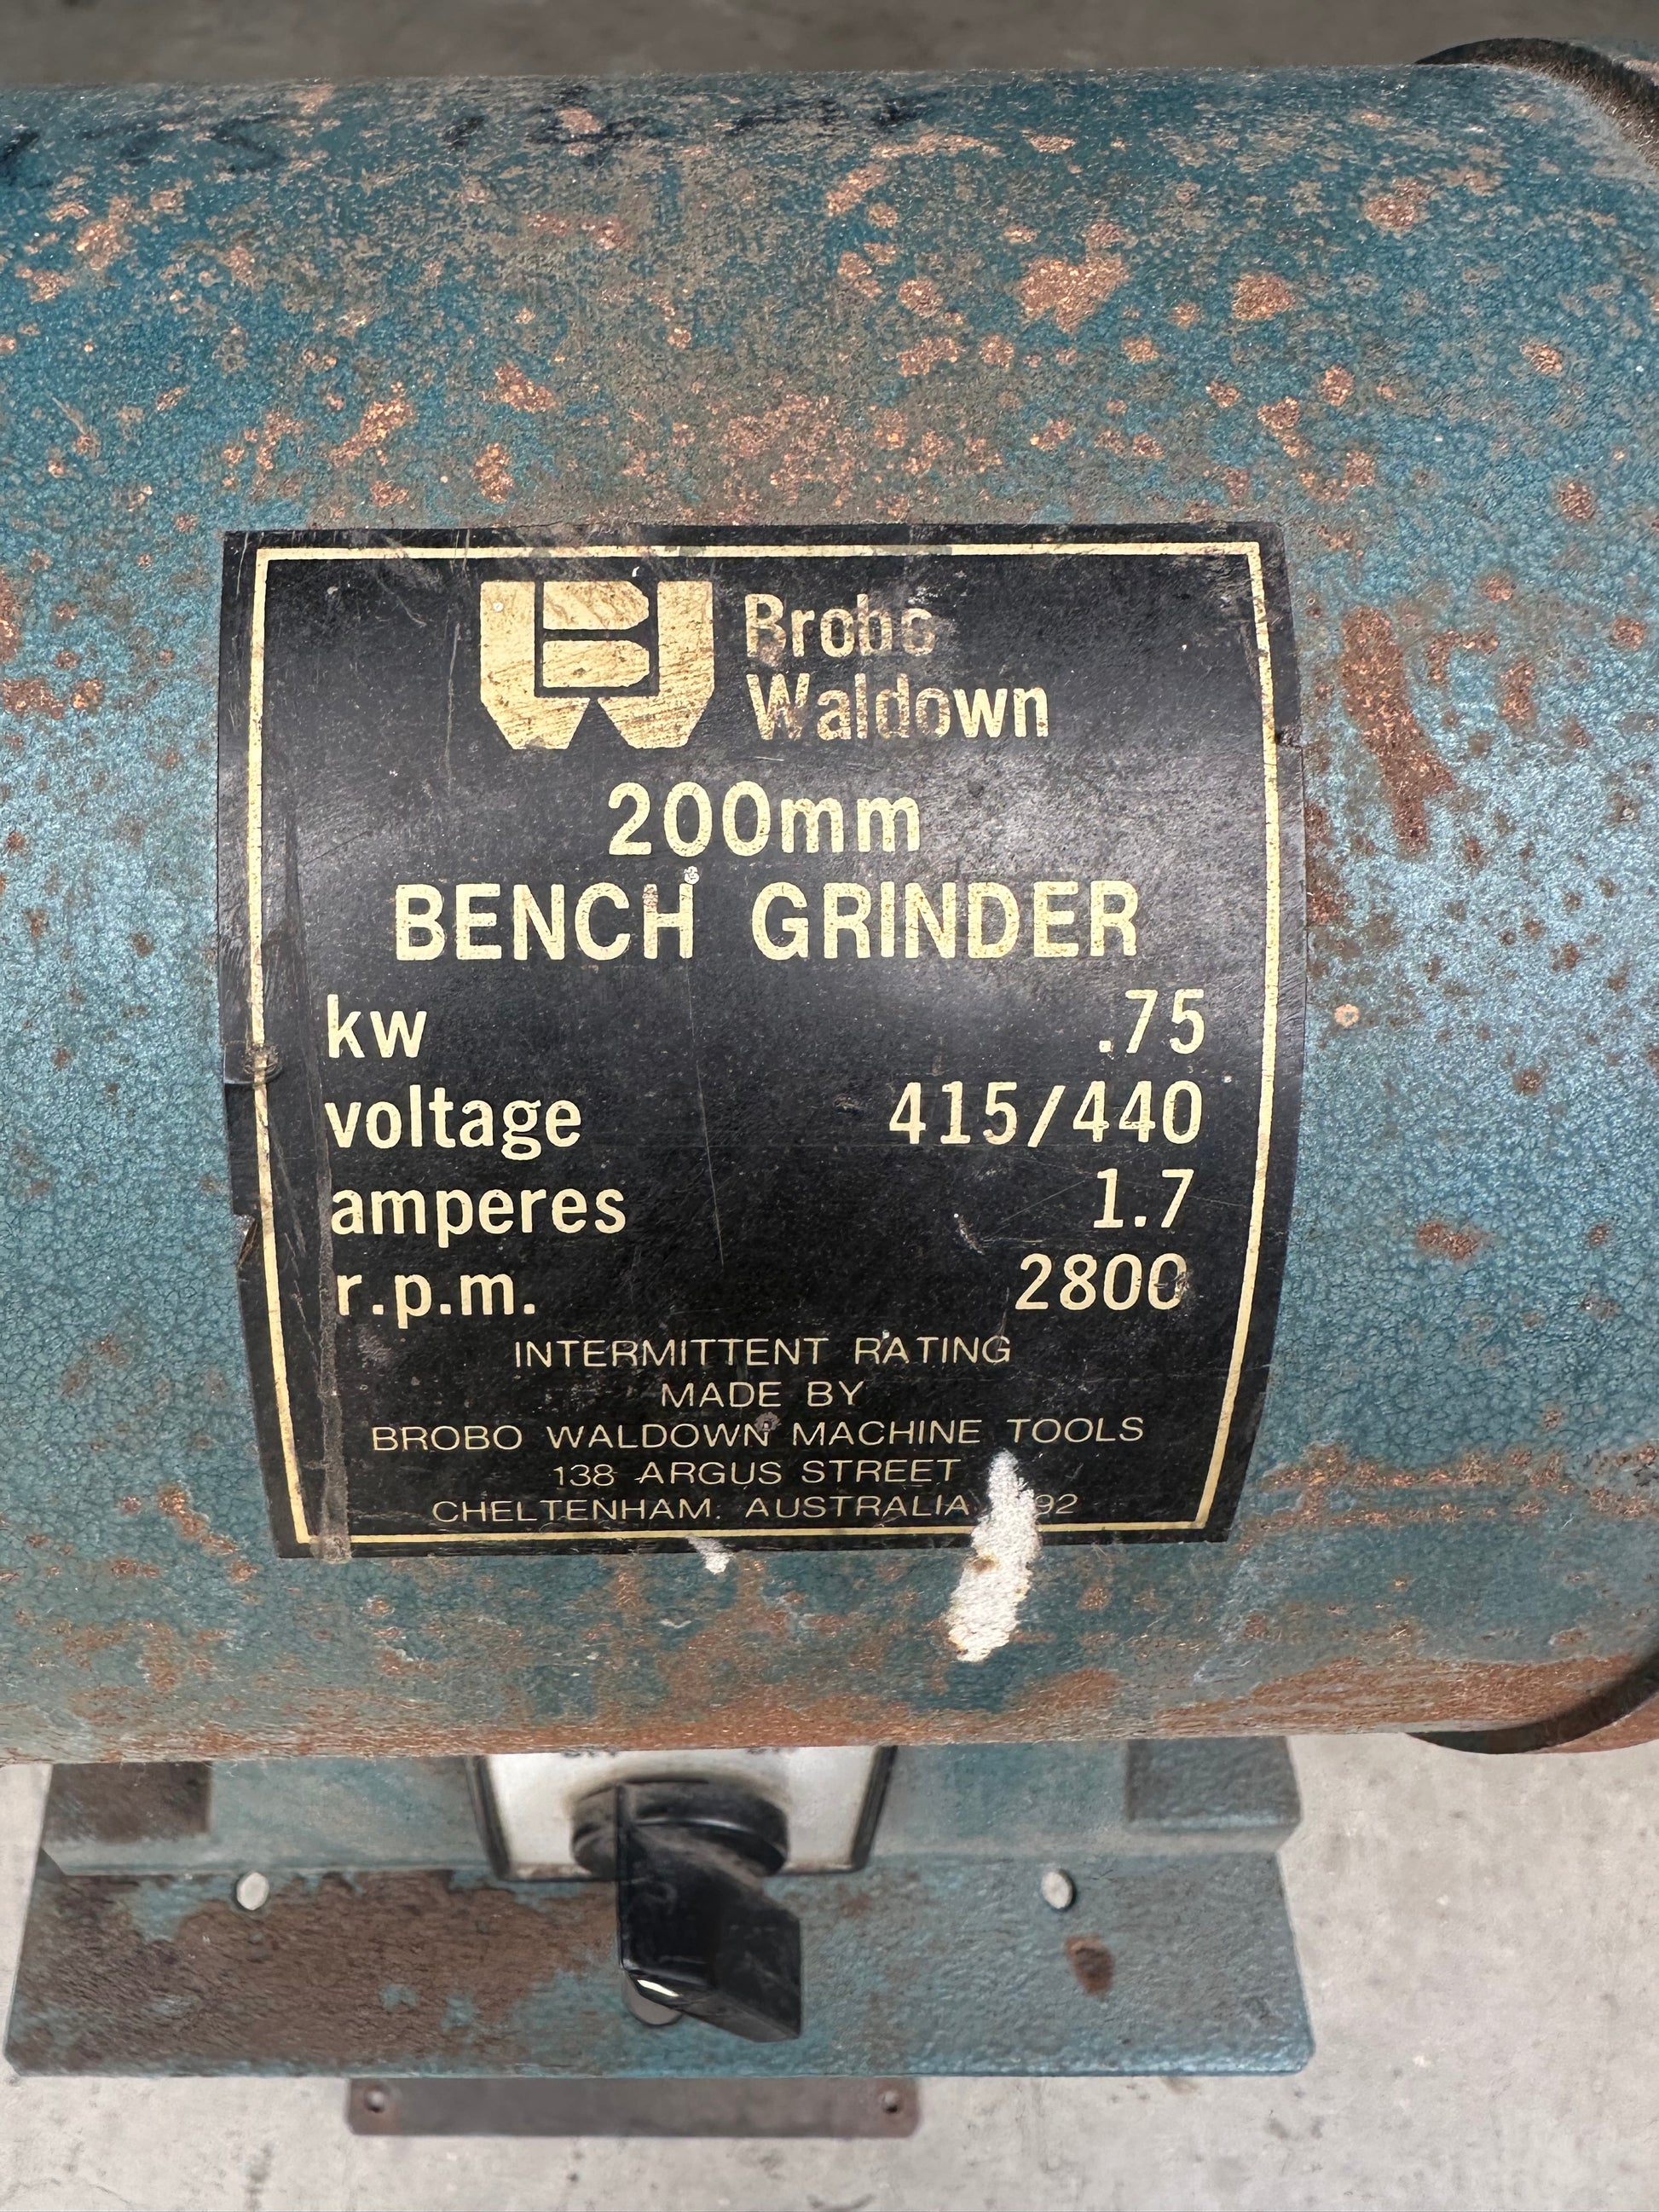 Brobo
Waldown
200mm
BENCH GRINDER
kw .75
voltage 415/440
amperes 1.7
r.p.m. 2800
INTERMITTENT RATING
MADE BY
BROBO WALDOWN MACHINE TOOLS
138 ARGUS STREET
CHELTENHAM. AUSTRALIA